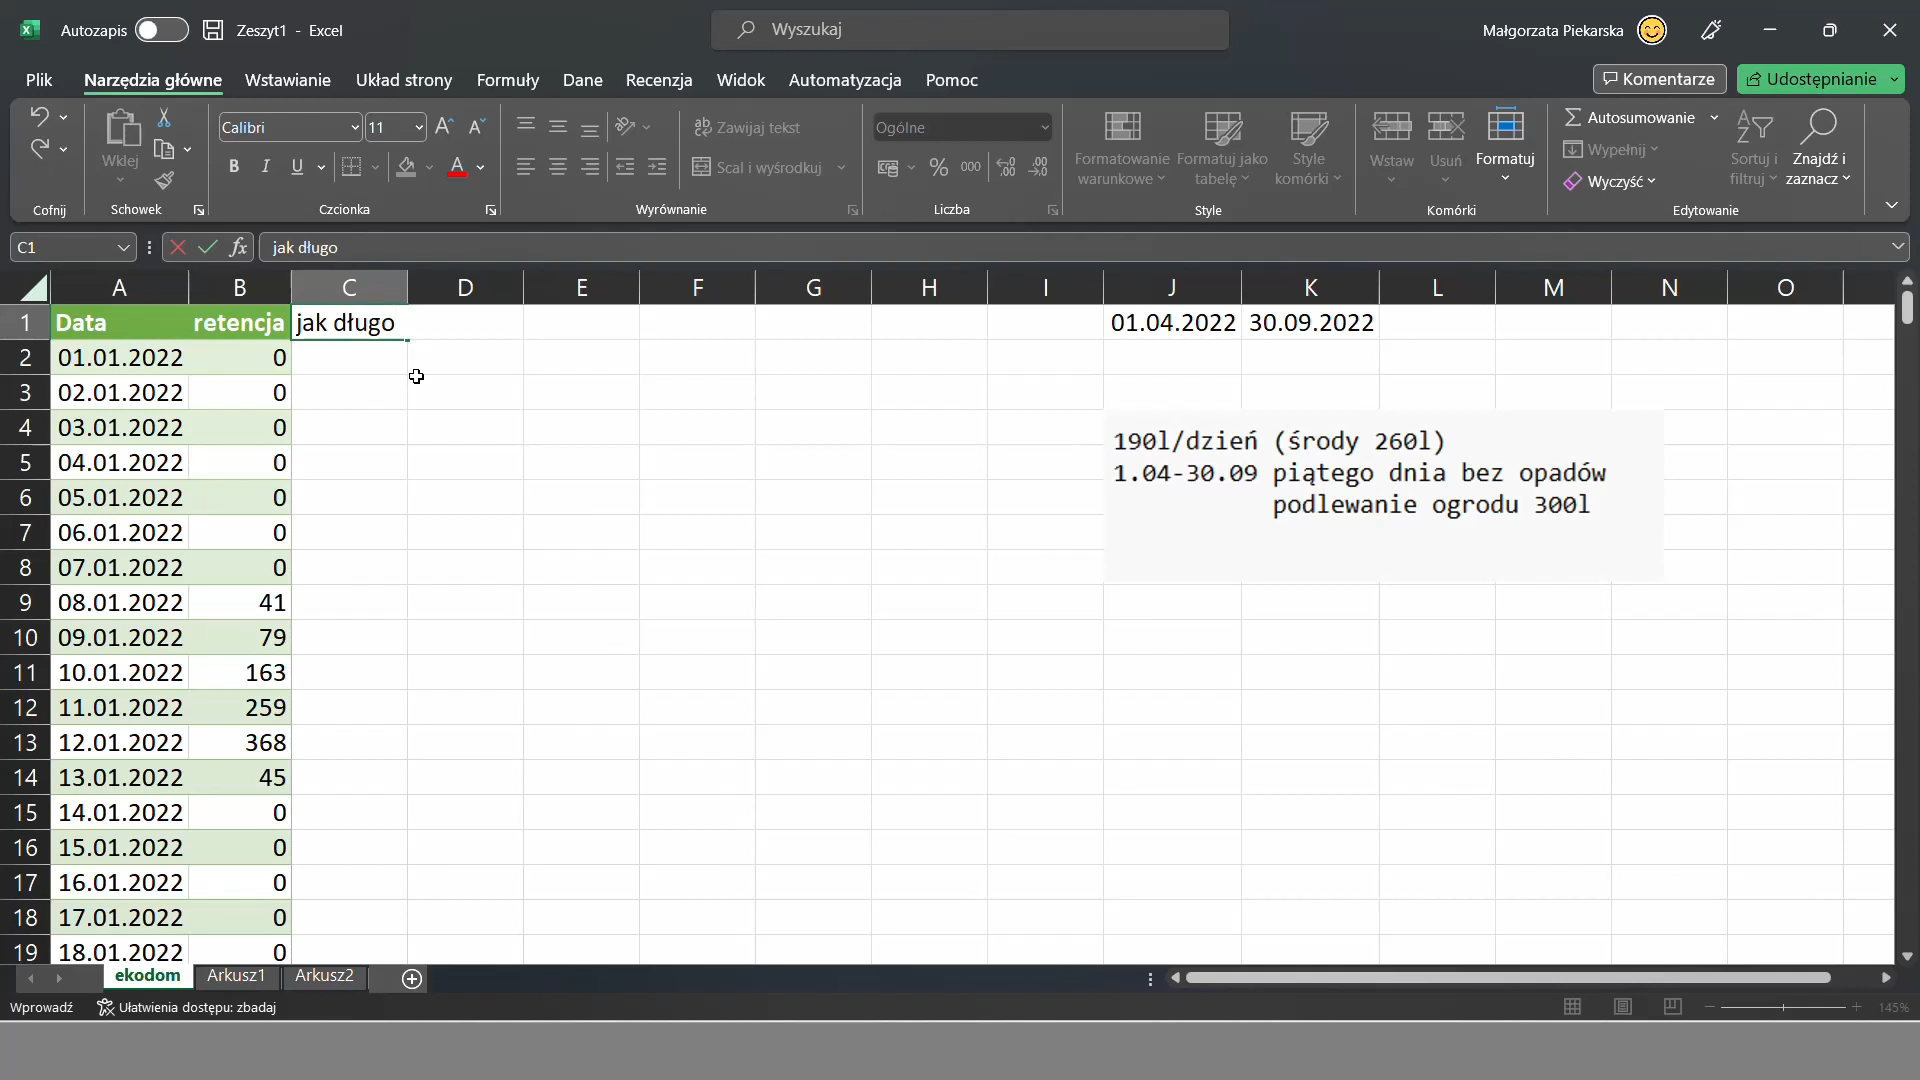 Autozapis Zeszyt1 - Excel Wyszukaj Małgorzata Piekarska
Plik Narzędzia główne Wstawianie Układ strony Formuły Dane Recenzja Widok Automatyzacja Pomoc Komentarze Udostępnianie
Calibri 11 Zawijaj tekst Ogólne Autosumowanie
Wklej Formatowanie warunkowe Formatuj jako tabelę Style komórki Wstaw Usuń Formatuj Wypełnij Sortuj i filtruj Znajdź i zaznacz
B I U A Scal i wyśrodkuj % 000 Wyczyść
Cofnij Schowek Czcionka Wyrównanie Liczba Style Komórki Edytowanie
C1 fx jak długo
A B C D E F G H I J K L M N O
1 Data retencja jak długo 01.04.2022 30.09.2022
2 01.01.2022 0
3 02.01.2022 0
4 03.01.2022 0
190l/dzień (środy 260l)
5 04.01.2022 0
1.04-30.09 piątego dnia bez opadów
6 05.01.2022 0
podlewanie ogrodu 300l
7 06.01.2022 0
8 07.01.2022 0
9 08.01.2022 41
10 09.01.2022 79
11 10.01.2022 163
12 11.01.2022 259
13 12.01.2022 368
14 13.01.2022 45
15 14.01.2022 0
16 15.01.2022 0
17 16.01.2022 0
18 17.01.2022 0
19 18.01.2022 0
ekodom Arkusz1 Arkusz2
Wprowadź Ułatwienia dostępu: zbadaj 145%